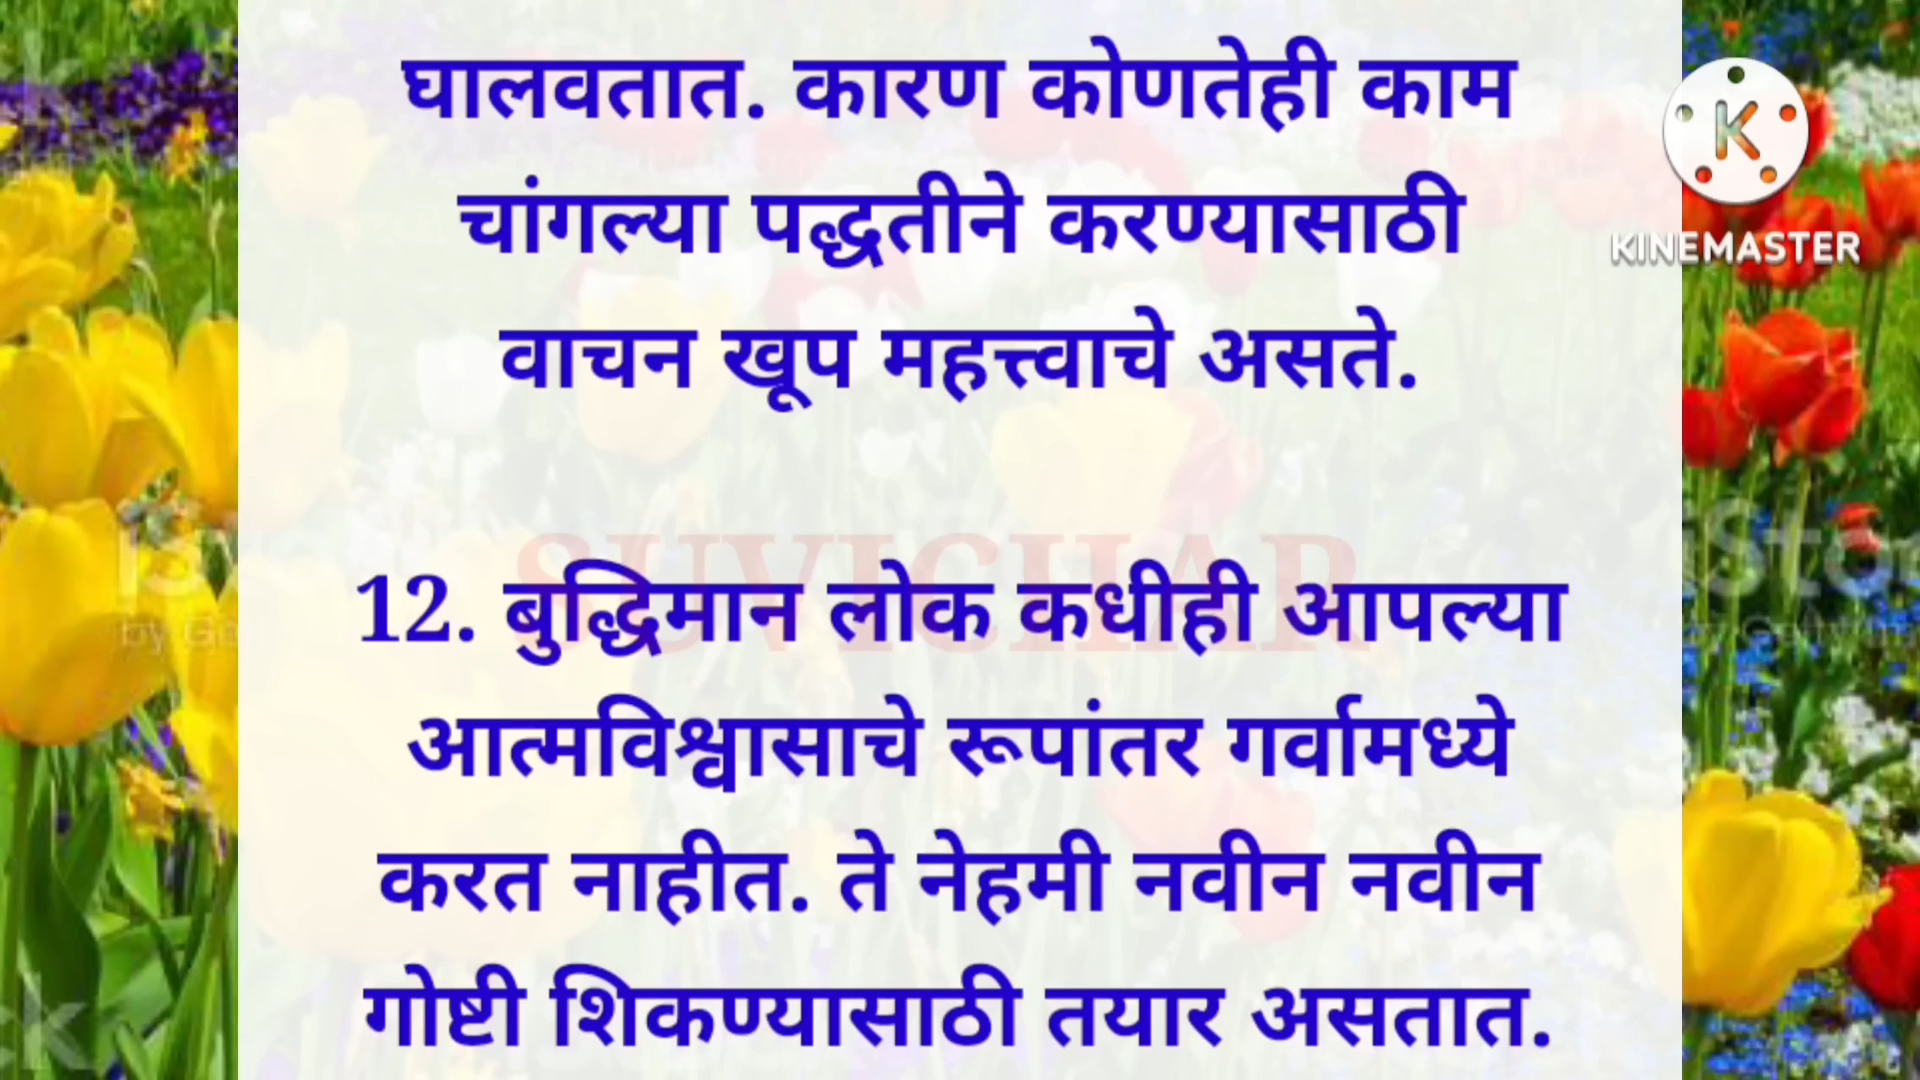 घालवतात. कारण कोणतेही काम
चांगल्या पद्धतीने करण्यासाठी
वाचन खूप महत्त्वाचे असते.
KINEMASTER
SUVICHAR
12. बुद्धिमान लोक कधीही आपल्या
आत्मविश्वासाचे रूपांतर गर्वामध्ये
करत नाहीत. ते नेहमी नवीन नवीन
गोष्टी शिकण्यासाठी तयार असतात.